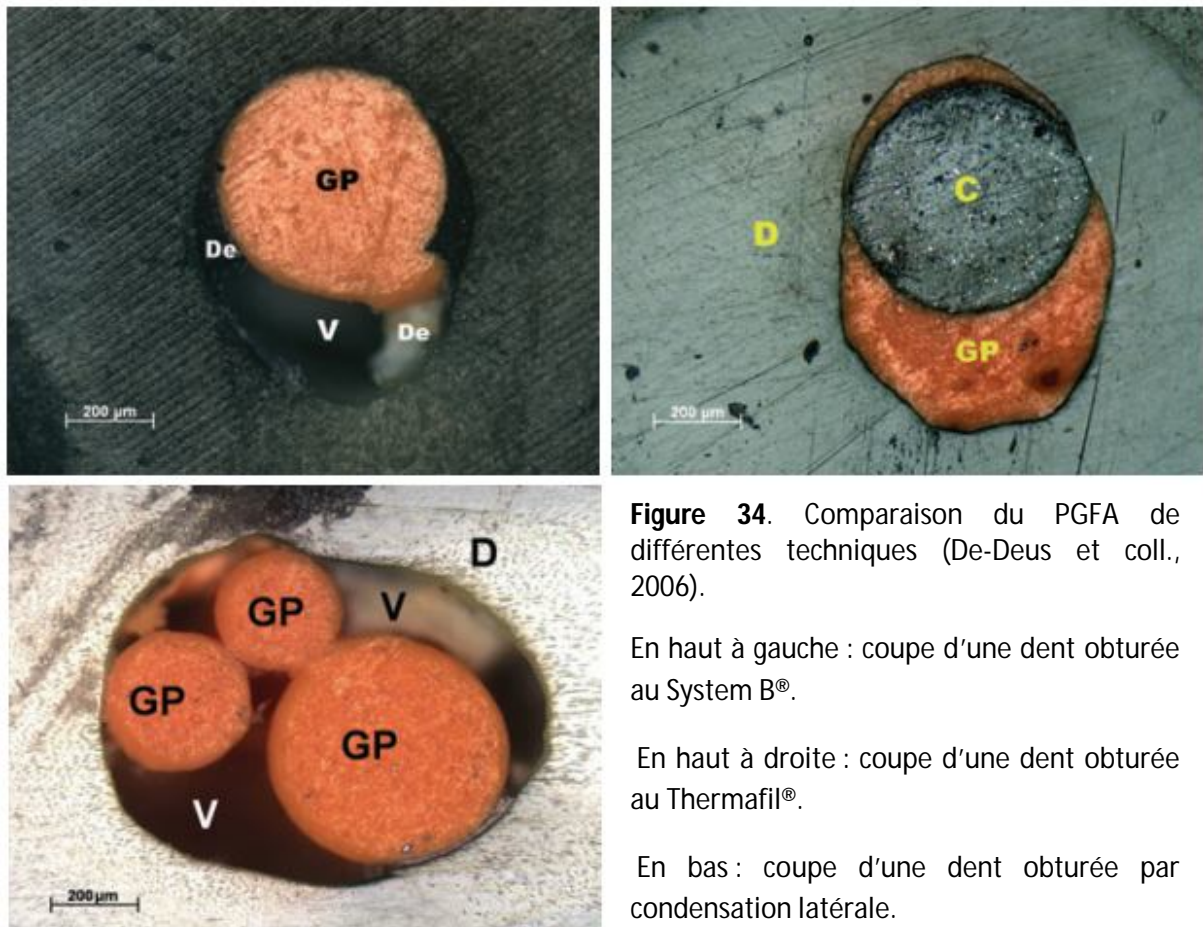 GP
De
V
De
200 µm
C
D
GP
200 µm
D
GP
V
GP
GP
V
200µm
Figure 34. Comparaison du PGFA de
différentes techniques (De-Deus et coll.,
2006).
En haut à gauche : coupe d'une dent obturée
au System B®.
En haut à droite : coupe d'une dent obturée
au Thermafil®.
En bas : coupe d'une dent obturée par
condensation latérale.